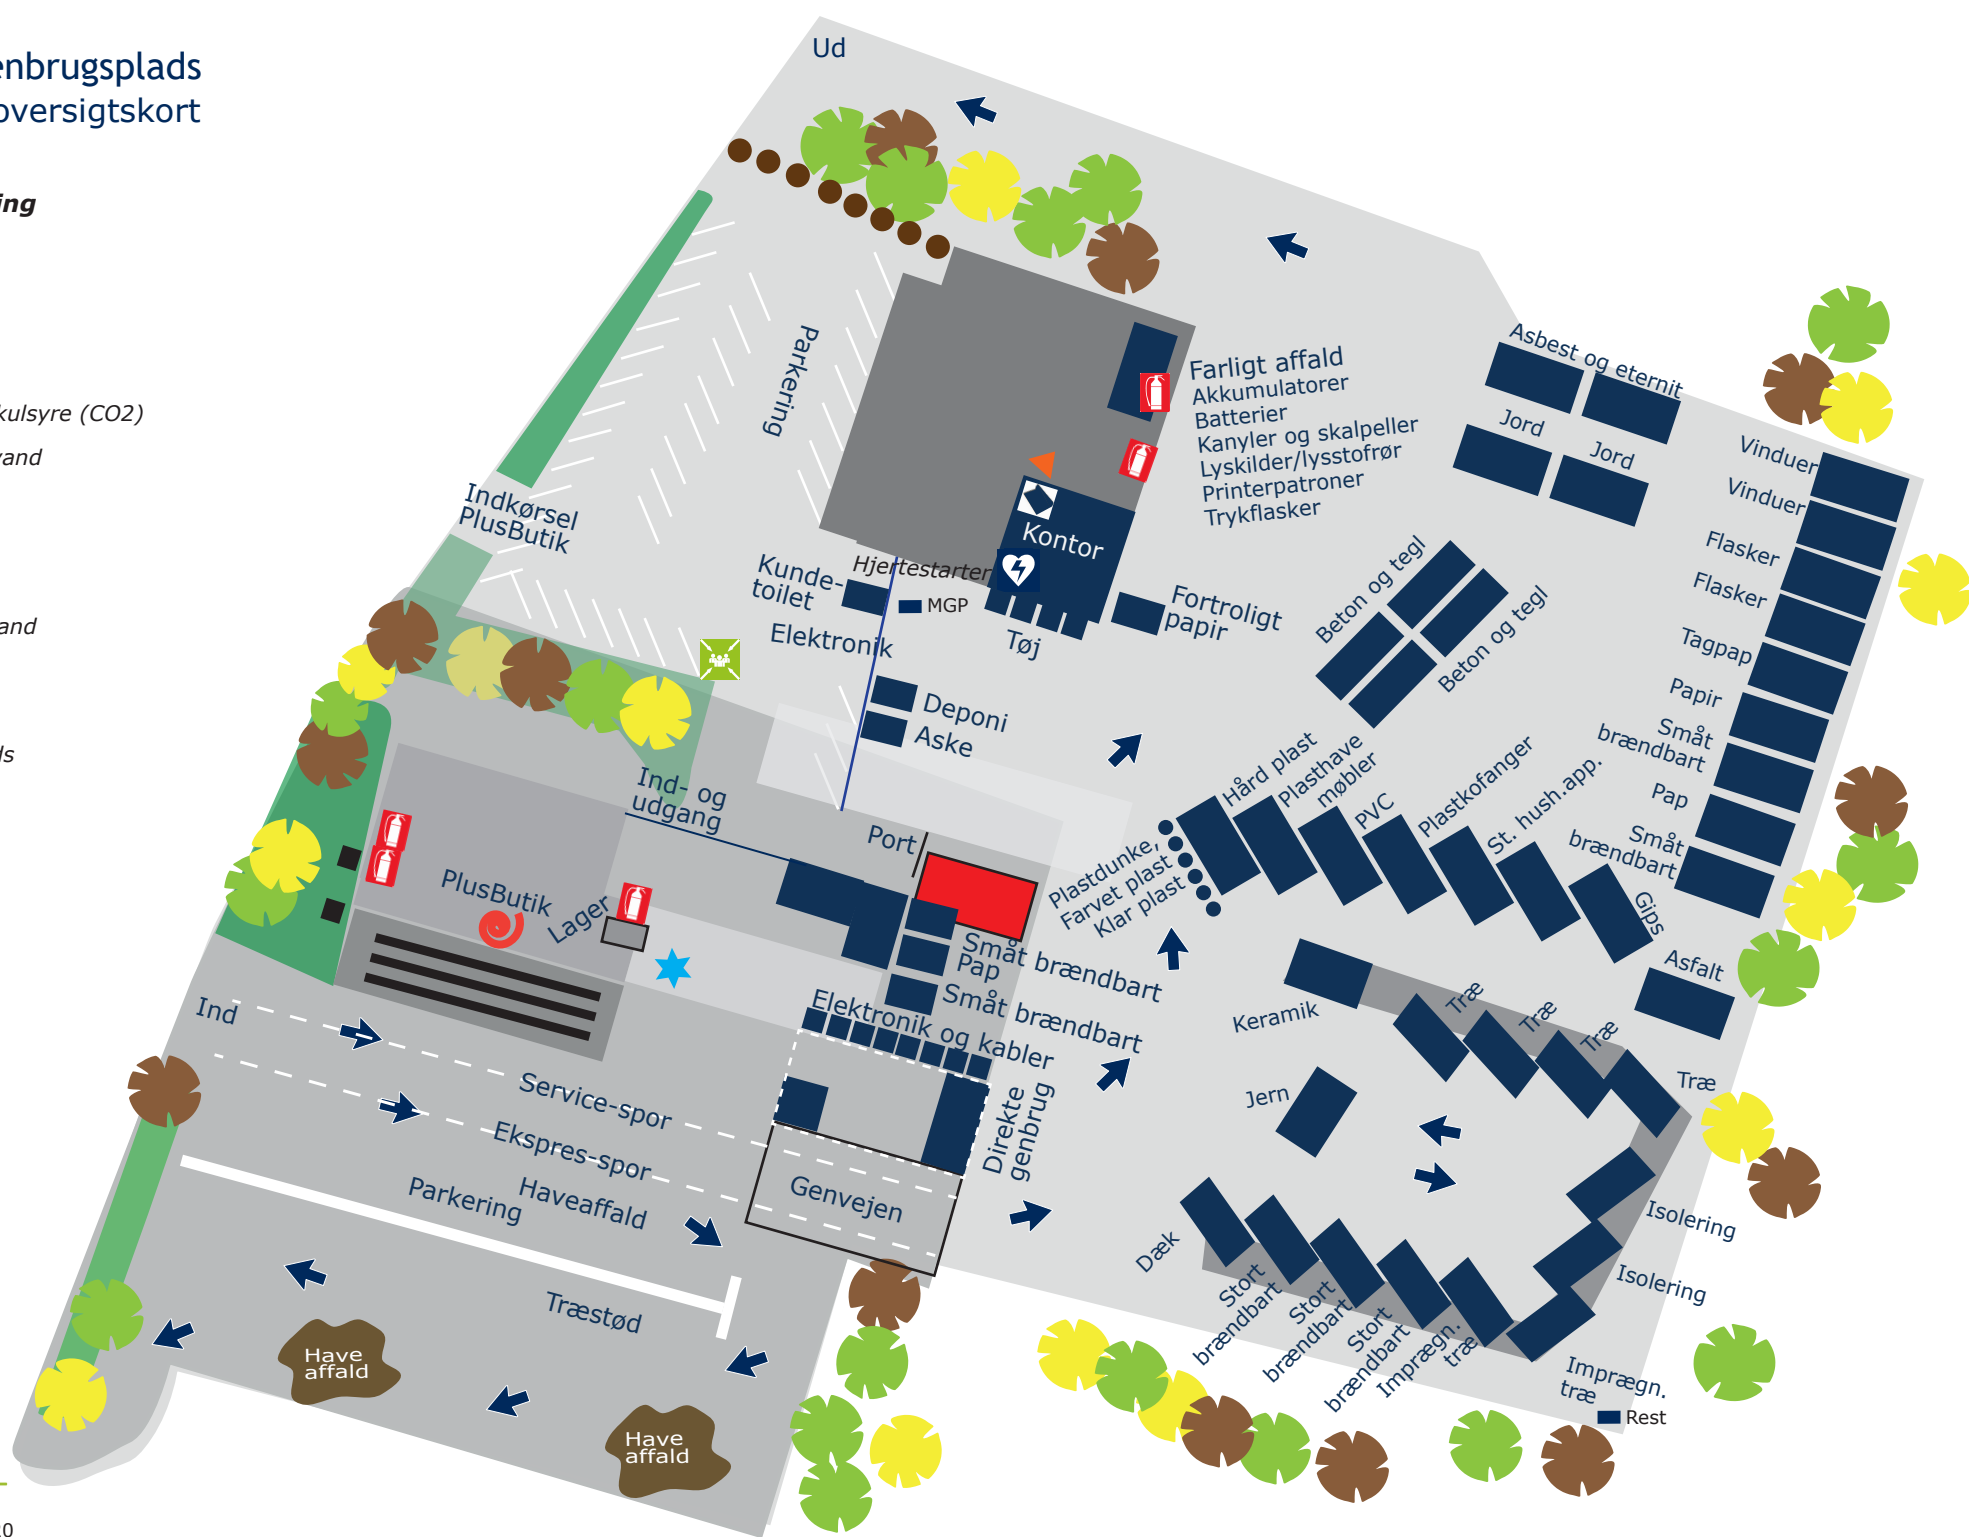 enbrugsplads
oversigtskort
ing
kulsyre (CO2)
vand
and
ds
20
Ud
Parkering
Indkørsel
PlusButik
Farligt affald
Akkumulatorer
Batterier
Kanyler og skalpeller
Lyskilder/lysstofrør
Printerpatroner
Trykflasker
Asbest og eternit
Jord
Jord
Vinduer
Vinduer
Flasker
Flasker
Tagpap
Papir
Småt
brændbart
Pap
Småt
brændbart
Kontor
Hjertestarter
Kunde-
toilet
MGP
Elektronik
Tøj
Fortroligt
papir
Beton og tegl
Beton og tegl
Deponi
Aske
Ind- og
udgang
Port
PlusButik
Lager
Hård plast
Plasthave
møbler
PVC
Plastkofanger
St. hush.app.
Gips
Plastdunke,
Farvet plast
Klar plast
Asfalt
Småt brændbart
Pap
Småt brændbart
Elektronik og kabler
Keramik
Træ
Træ
Træ
Træ
Jern
Ind
Service-spor
Ekspres-spor
Haveaffald
Parkering
Genvejen
Direkte
genbrug
Dæk
Stort
brændbart
Stort
brændbart
Stort
brændbart
Imprægn.
træ
Isolering
Isolering
Imprægn.
træ
Rest
Træstød
Have
affald
Have
affald